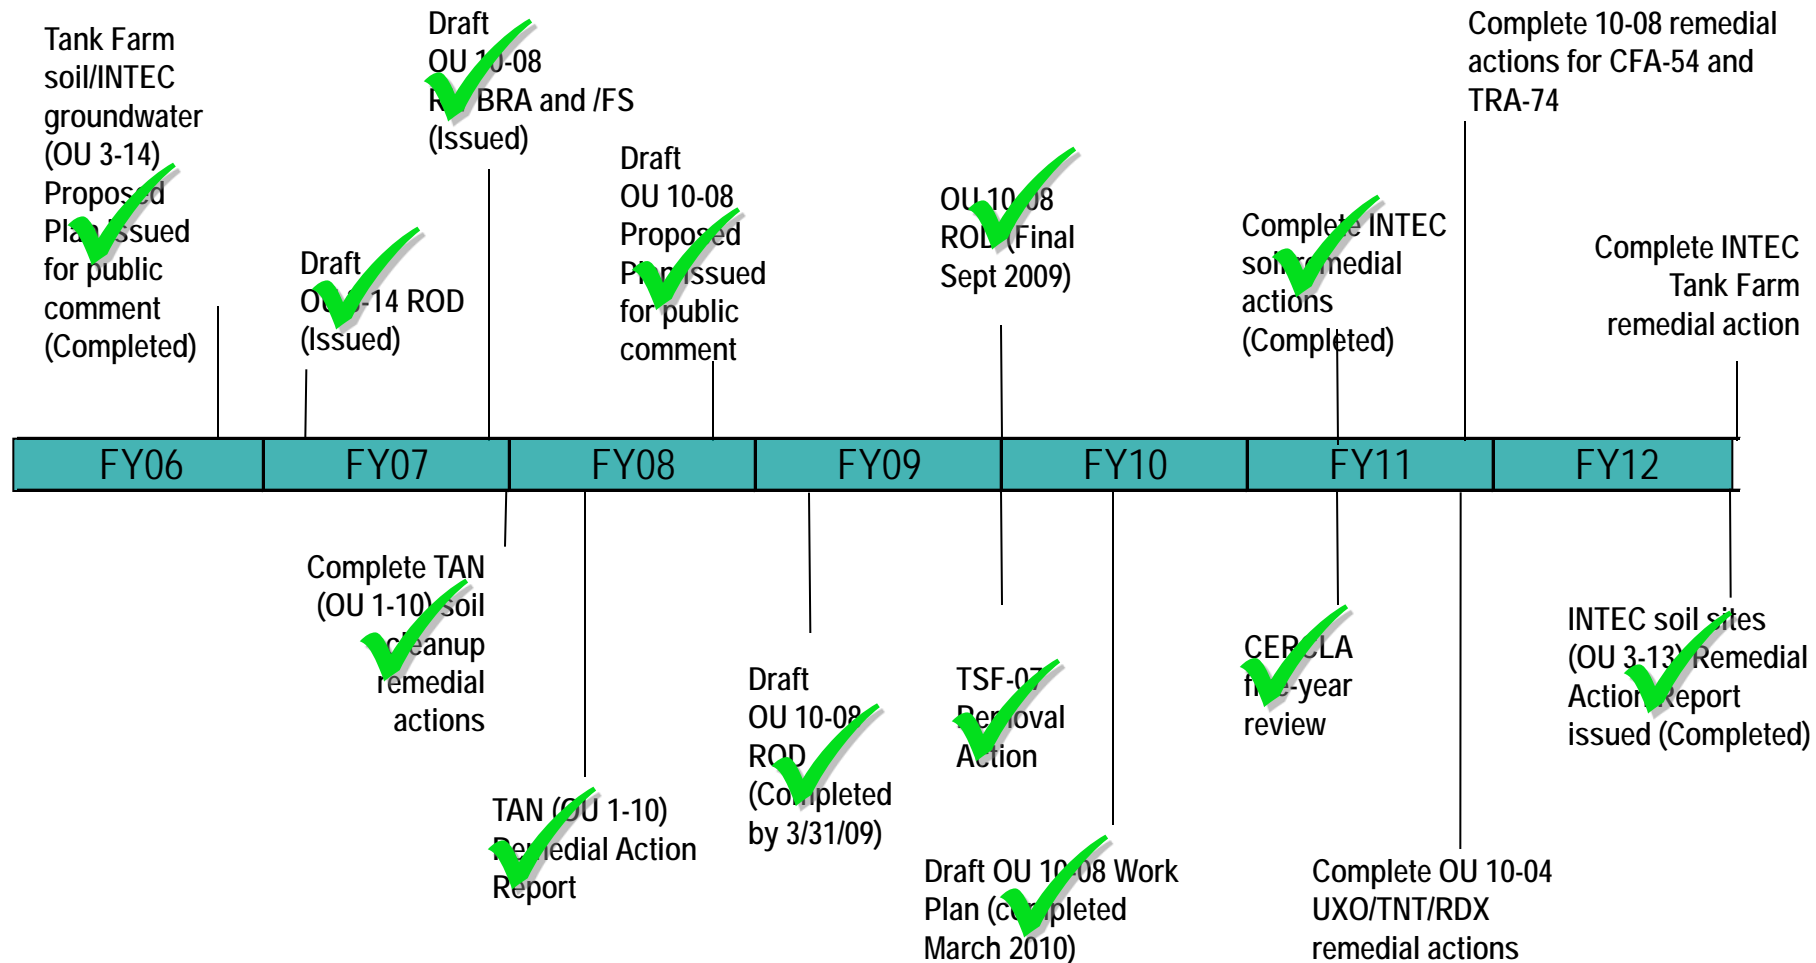 Tank Farm
soil/INTEC
groundwater
(OU 3-14)
Proposed
Plan Issued
for public
comment
(Completed)
Draft
OU 3-14 ROD
(Issued)
Draft
OU 10-08
BRA and /FS
(Issued)
Draft
OU 10-08
Proposed
Plan Issued
for public
comment
OU 10-08
ROD (Final
Sept 2009)
Complete INTEC
soil remedial
actions
(Completed)
Complete 10-08 remedial
actions for CFA-54 and
TRA-74
Complete INTEC
Tank Farm
remedial action
FY06
FY07
FY08
FY09
FY10
FY11
FY12
Complete TAN
(OU 1-10) soil
cleanup
remedial
actions
TAN (OU 1-10)
Remedial Action
Report
Draft
OU 10-08
ROD
(Completed
by 3/31/09)
TSF-07
Removal
Action
Draft OU 10-08 Work
Plan (completed
March 2010)
CERCLA
five-year
review
Complete OU 10-04
UXO/TNT/RDX
remedial actions
INTEC soil sites
(OU 3-13) Remedial
Action Report
issued (Completed)